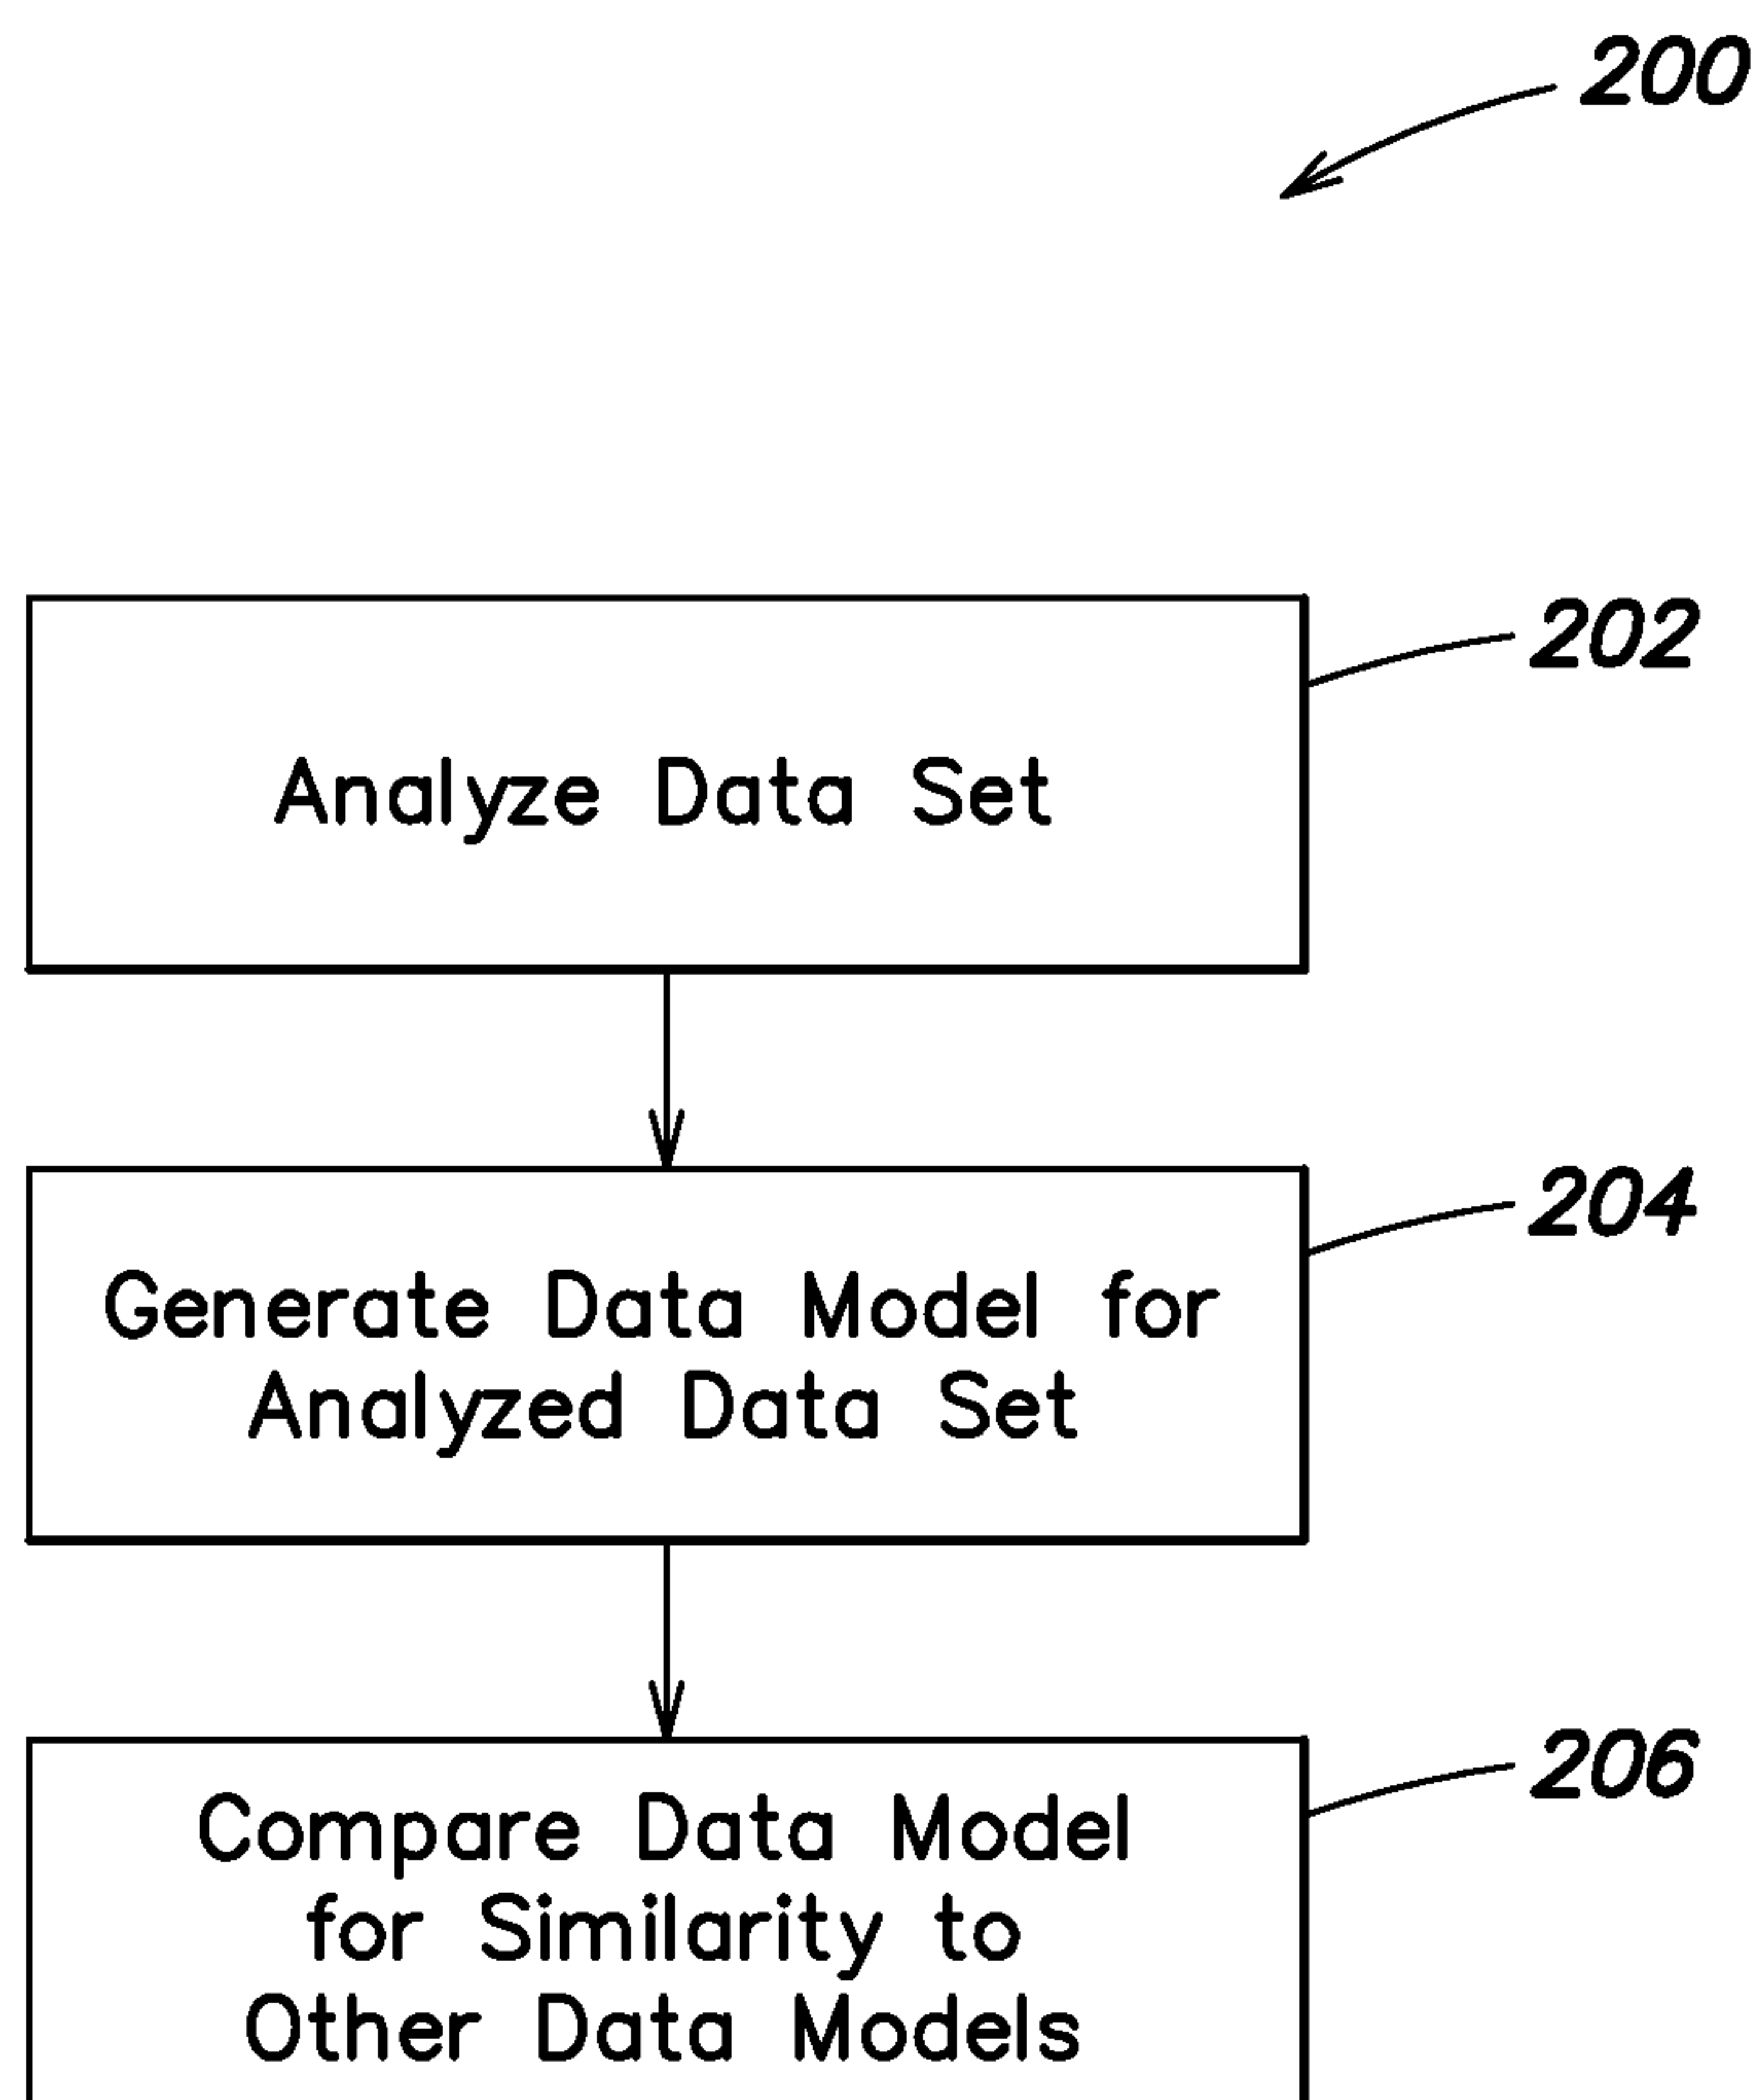 200
202
Analyze Data Set
204
Generate Data Model for
Analyzed Data Set
206
Compare Data Model
for Similarity to
Other Data Models